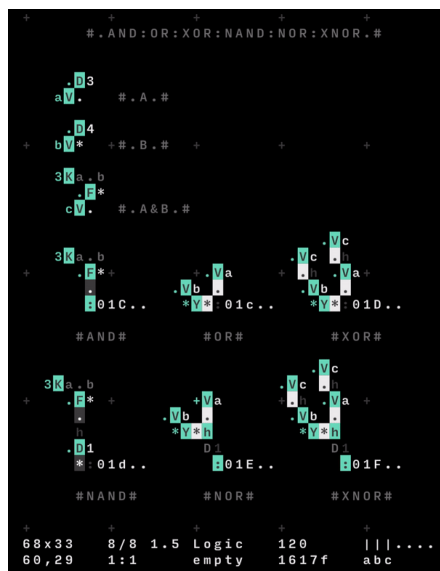 #.AND:OR:XOR:NAND:NOR:XNOR.#
.D3
aV. #.A.#
.D4
bV* #.B.#
3Ka.b
.F*
cV. #.A&B.#
.Vc
3Ka.b .Vc .h
.F* .Va .h .Va
. .Vb. .Vb.
:01C.. *Y*:01c.. *Y*:01D..
#AND# #OR# #XOR#
.Vc
3Ka.b .Vc .h
.F* +Va h .Va
. .Vb. .Vb.
h *Y*h *Y*h
.D1 D1 D1
*:01d.. :01E.. :01F..
#NAND# #NOR# #XNOR#
68x33 8/8 1.5 Logic 120 |||....
60,29 1:1 empty 1617f abc